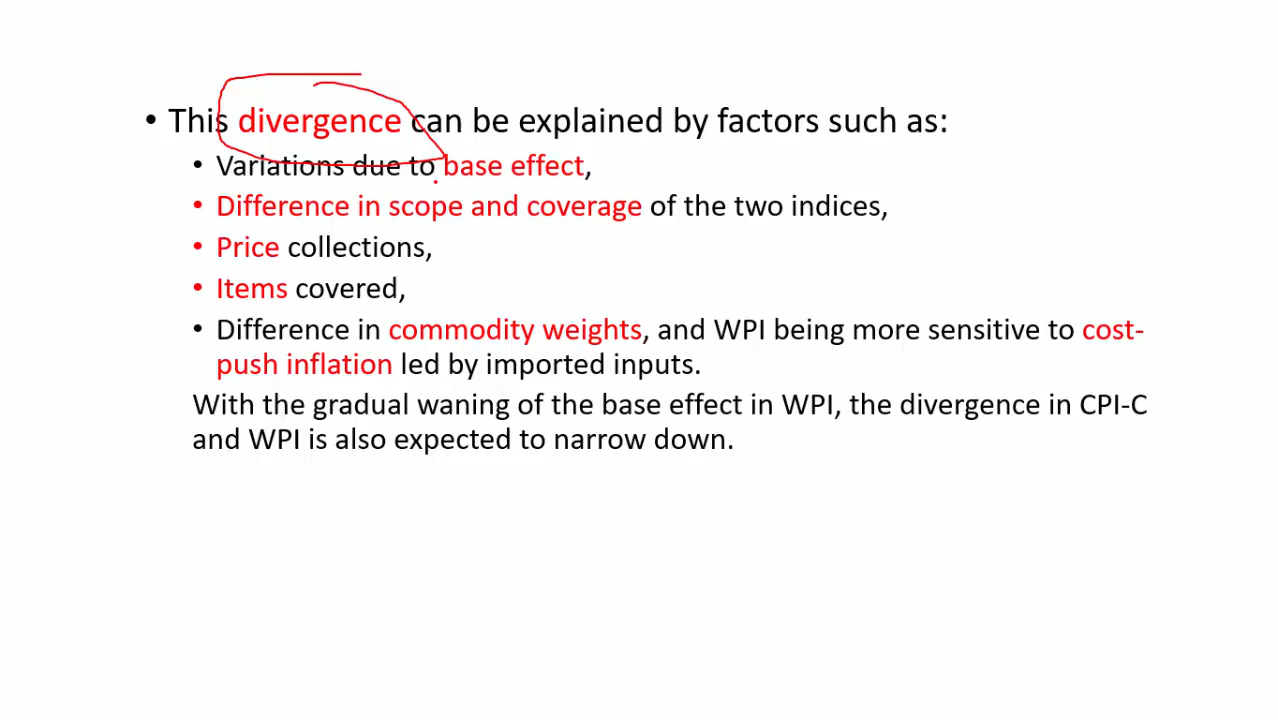 • This divergence can be explained by factors such as:
• Variations due to base effect,
• Difference in scope and coverage of the two indices,
• Price collections,
• Items covered,
• Difference in commodity weights, and WPI being more sensitive to cost-
push inflation led by imported inputs.
With the gradual waning of the base effect in WPI, the divergence in CPI-C
and WPI is also expected to narrow down.